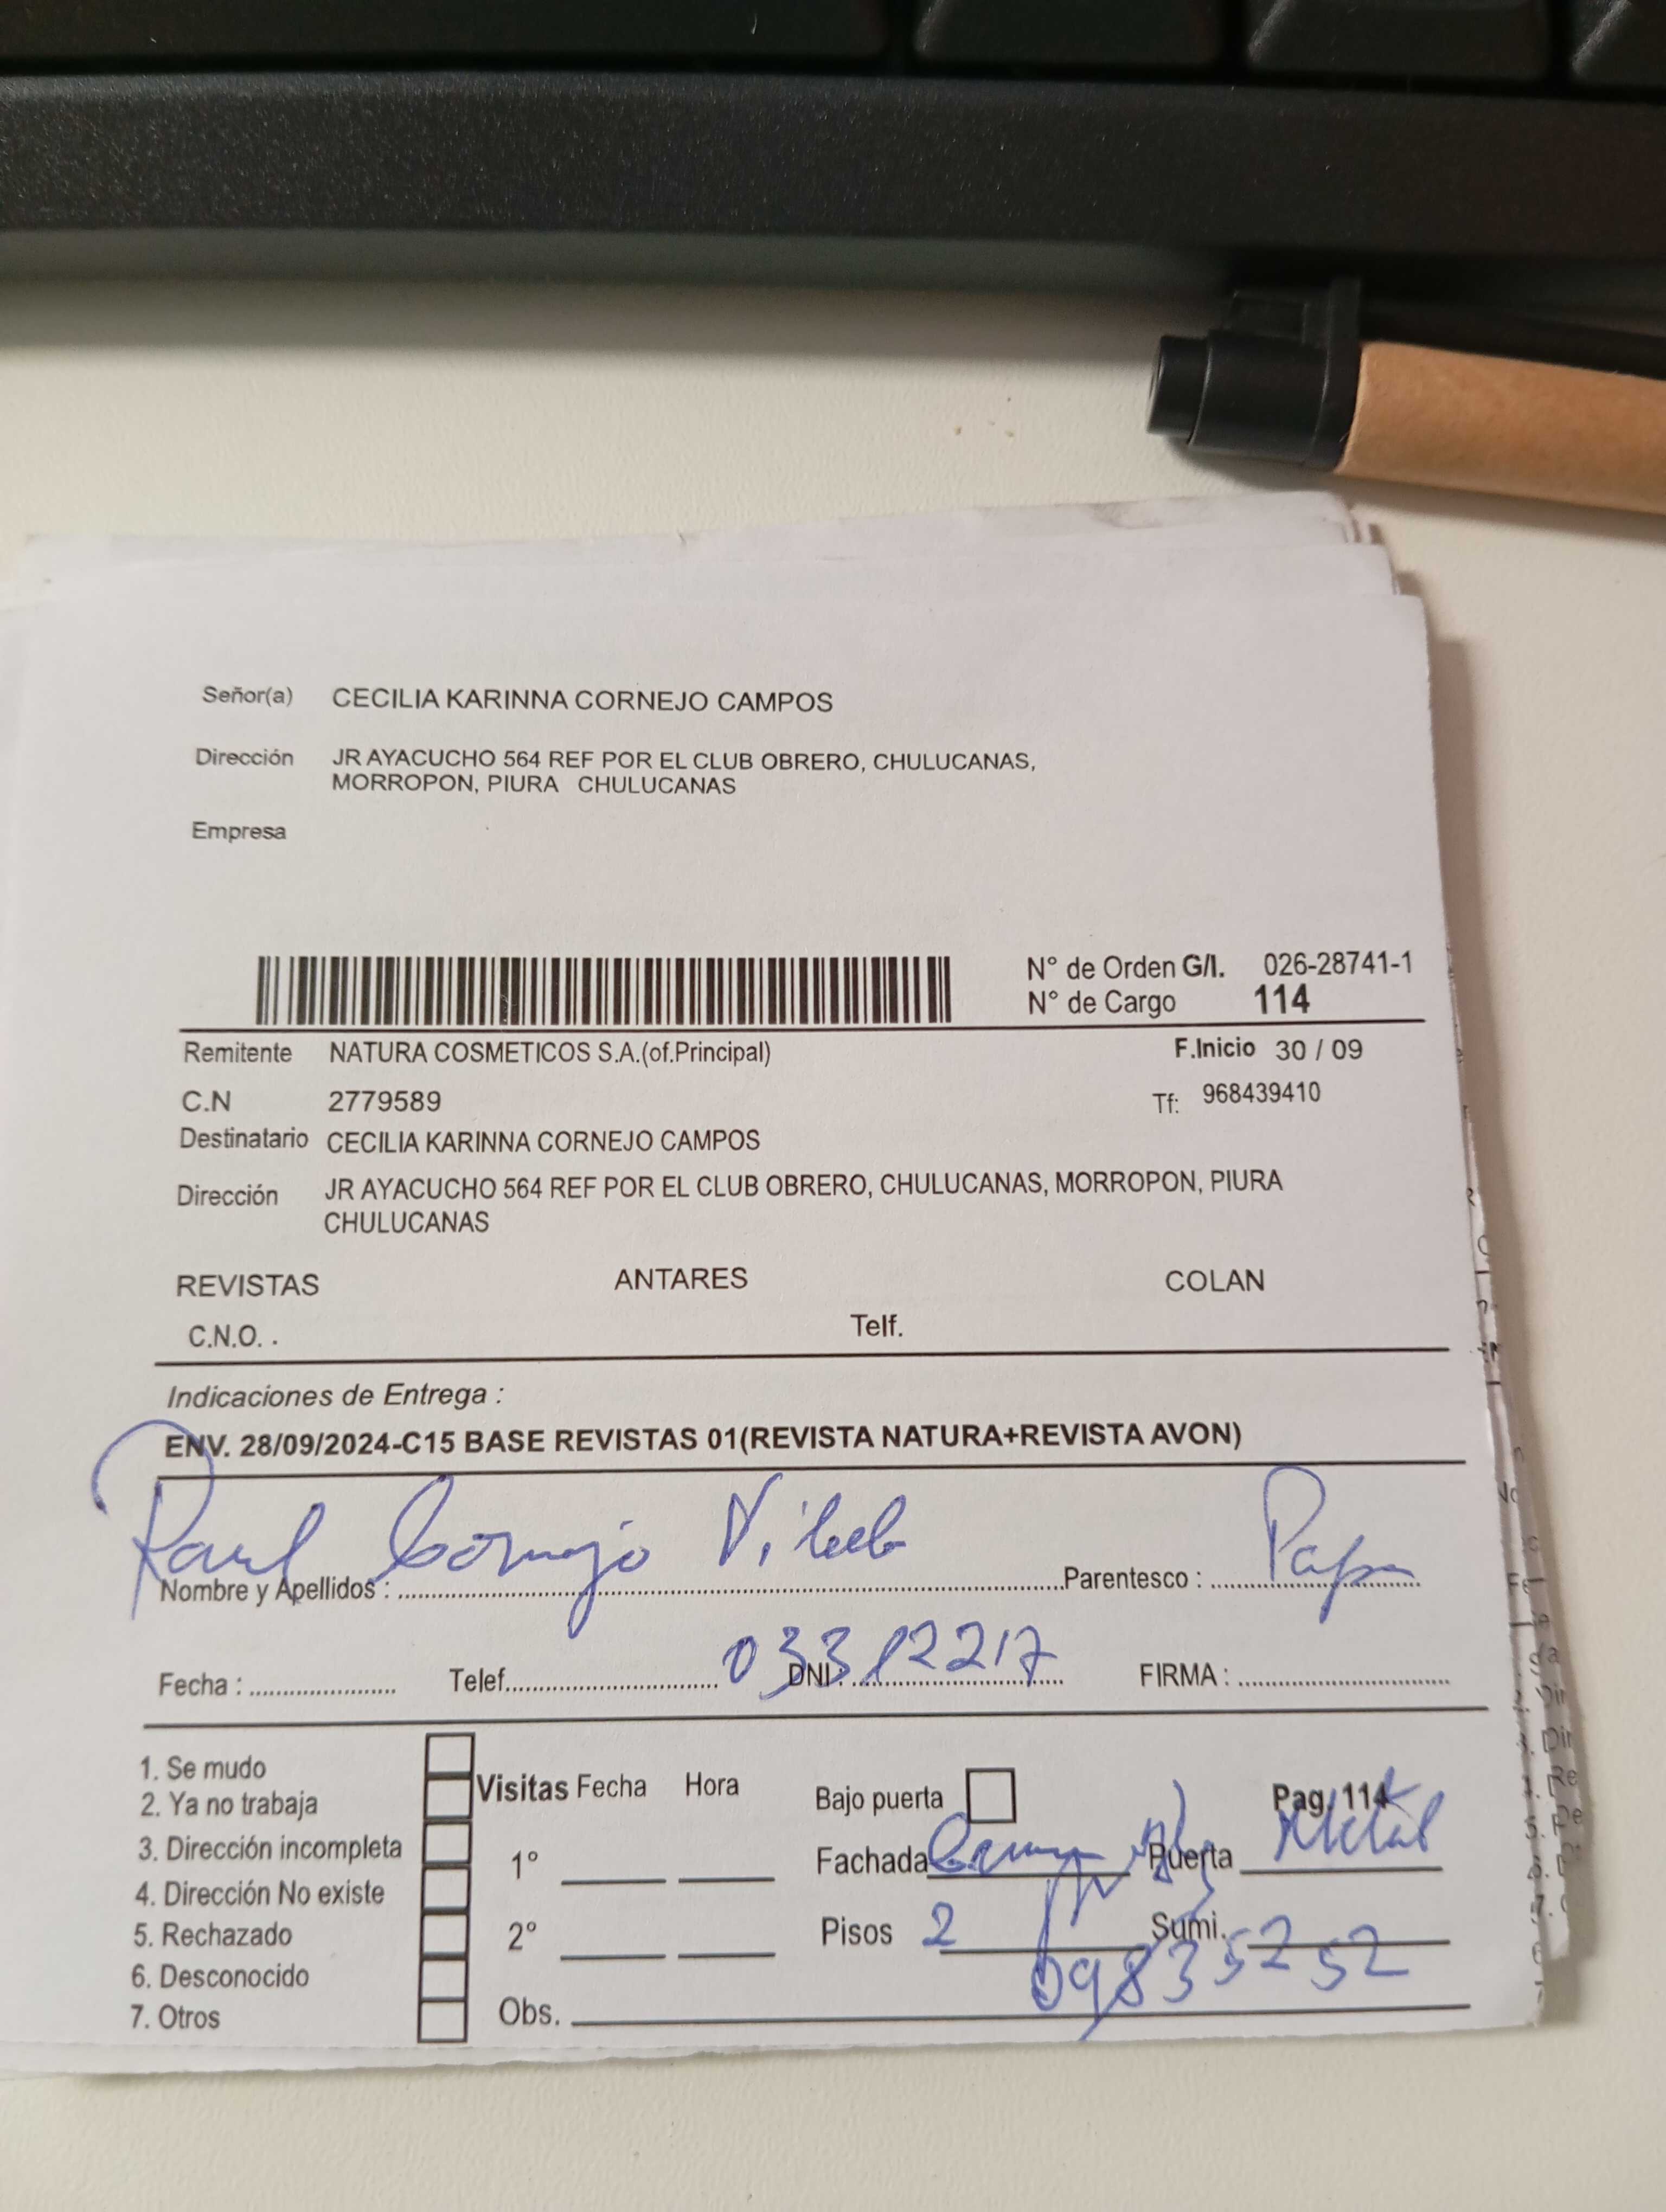 Señor(a) CECILIA KARINNA CORNEJO CAMPOS
Dirección JR AYACUCHO 564 REF POR EL CLUB OBRERO, CHULUCANAS,
MORROPON, PIURA CHULUCANAS
Empresa
N° de Orden G/I. 026-28741-1
N° de Cargo 114
Remitente NATURA COSMETICOS S.A.(of.Principal) F.Inicio 30 / 09
C.N 2779589 Tf: 968439410
Destinatario CECILIA KARINNA CORNEJO CAMPOS
Dirección JR AYACUCHO 564 REF POR EL CLUB OBRERO, CHULUCANAS, MORROPON, PIURA
CHULUCANAS
REVISTAS ANTARES COLAN
C.N.O. . Telf.
Indicaciones de Entrega :
ENV. 28/09/2024-C15 BASE REVISTAS 01(REVISTA NATURA+REVISTA AVON)
Raul Cornejo Papa
Nombre y Apellidos : Parentesco :
03312217
Fecha : Telef. DNI : FIRMA :
1. Se mudo
2. Ya no trabaja
3. Dirección incompleta
4. Dirección No existe
5. Rechazado
6. Desconocido
7. Otros
Visitas Fecha Hora
1°
2°
Obs.
Bajo puerta Pag. 114
Fachada Puerta
Pisos 2 Sumi.